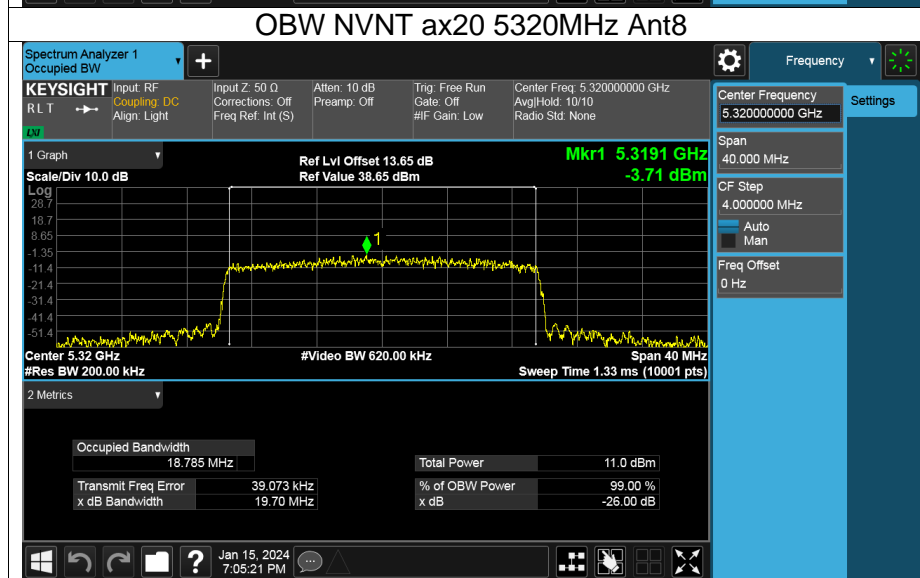 OBW NVNT ax20 5320MHz Ant8
Spectrum Analyzer 1
Occupied BW
+
Frequency
KEYSIGHT
R L T
LXI
Input: RF
Coupling: DC
Align: Light
Input Z: 50 Ω
Corrections: Off
Freq Ref: Int (S)
Atten: 10 dB
Preamp: Off
Trig: Free Run
Gate: Off
#IF Gain: Low
Center Freq: 5.320000000 GHz
Avg|Hold: 10/10
Radio Std: None
Center Frequency
5.320000000 GHz
Settings
Span
40.000 MHz
CF Step
4.000000 MHz
Auto
Man
Freq Offset
0 Hz
1 Graph
Scale/Div 10.0 dB
Ref Lvl Offset 13.65 dB
Ref Value 38.65 dBm
Mkr1 5.3191 GHz
-3.71 dBm
Log
28.7
18.7
8.65
-1.35
-11.4
-21.4
-31.4
-41.4
-51.4
1
Center 5.32 GHz
#Video BW 620.00 kHz
Span 40 MHz
#Res BW 200.00 kHz
Sweep Time 1.33 ms (10001 pts)
2 Metrics
Occupied Bandwidth
18.785 MHz
Total Power 11.0 dBm
Transmit Freq Error 39.073 kHz
% of OBW Power 99.00 %
x dB Bandwidth 19.70 MHz
x dB -26.00 dB
?
Jan 15, 2024
7:05:21 PM